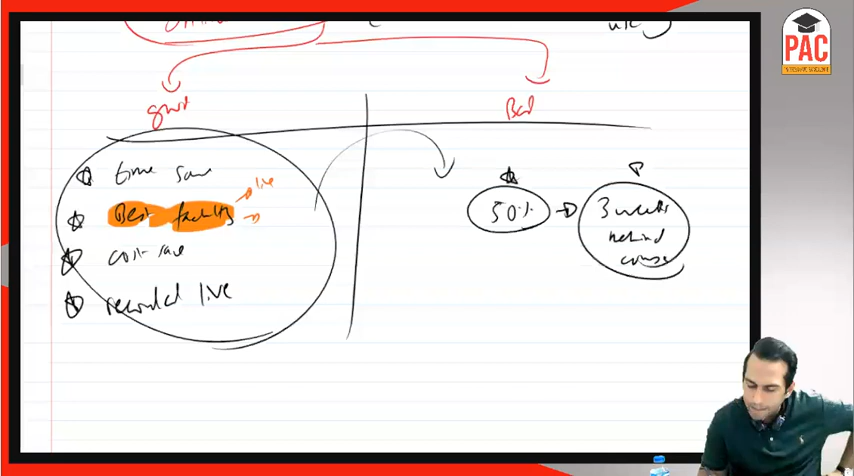 PAC
good
Bad
time save
Best faculty
live
cost save
recorded live
50%
3 weeks
behind
course